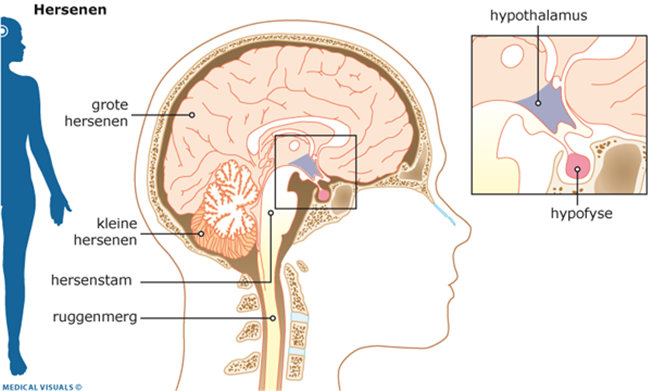 Hersenen
grote
hersenen
kleine
hersenen
hersenstam
ruggenmerg
hypothalamus
hypofyse
MEDICAL VISUALS ©